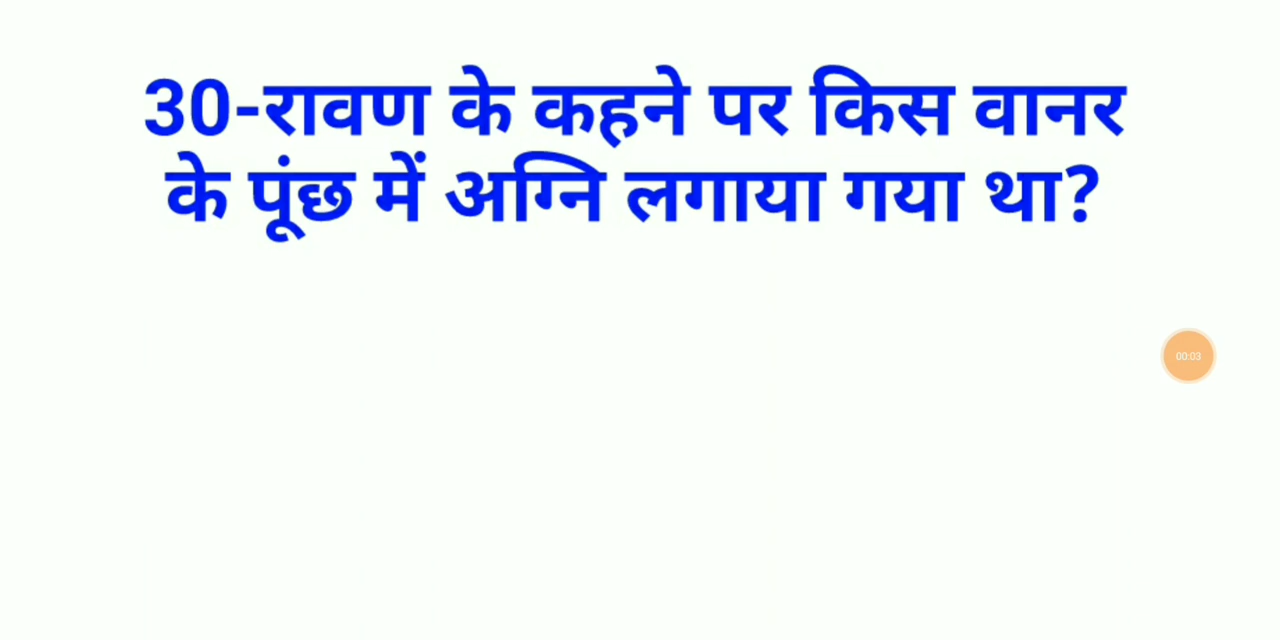 30-रावण के कहने पर किस वानर
के पूंछ में अग्नि लगाया गया था?
00:03